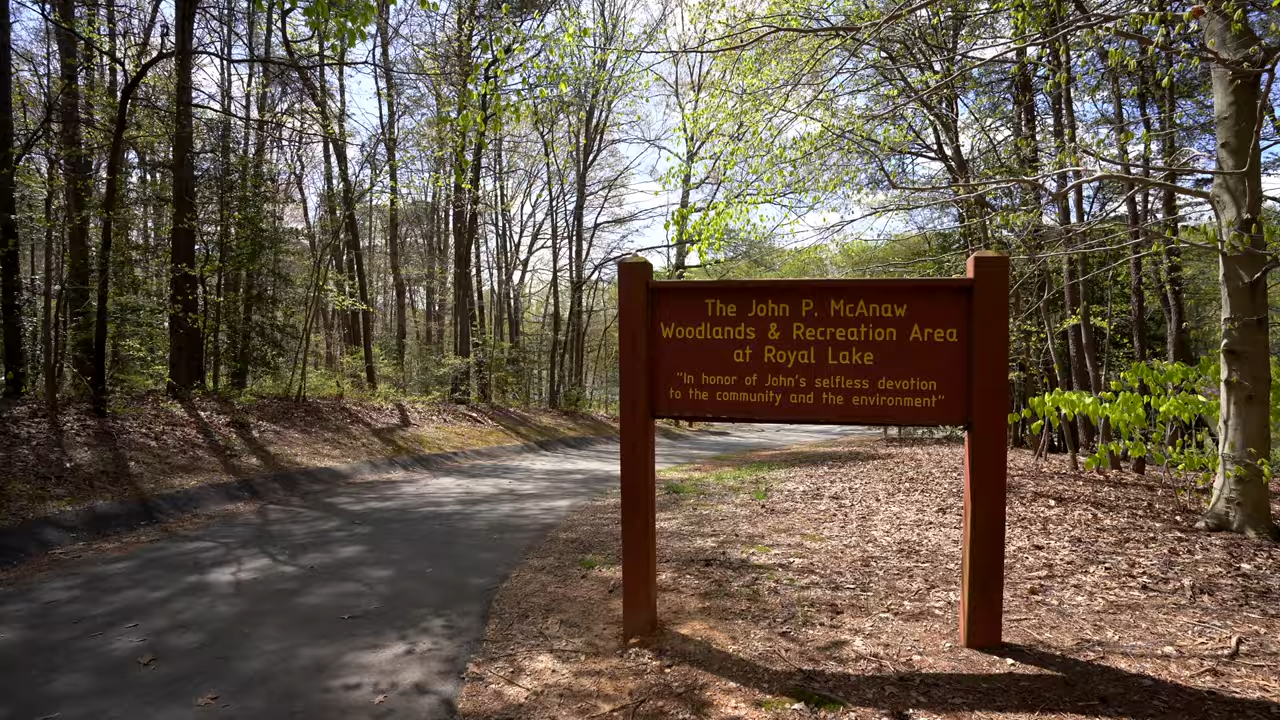 The John P. McAnaw
Woodlands & Recreation Area
at Royal Lake
"In honor of John's selfless devotion
to the community and the environment"